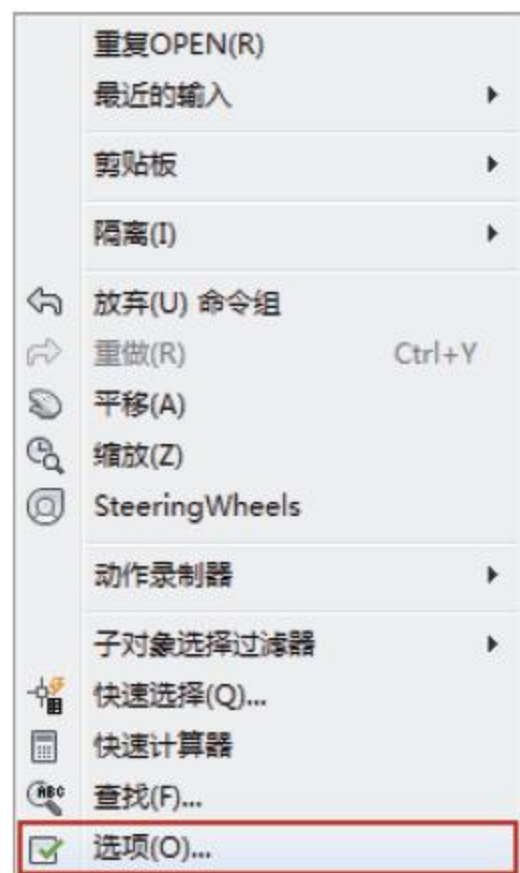 重复OPEN(R)
最近的输入
剪贴板
隔离(I)
放弃(U) 命令组
重做(R) Ctrl+Y
平移(A)
缩放(Z)
SteeringWheels
动作录制器
子对象选择过滤器
快速选择(Q)...
快速计算器
ABC 查找(F)...
选项(O)...